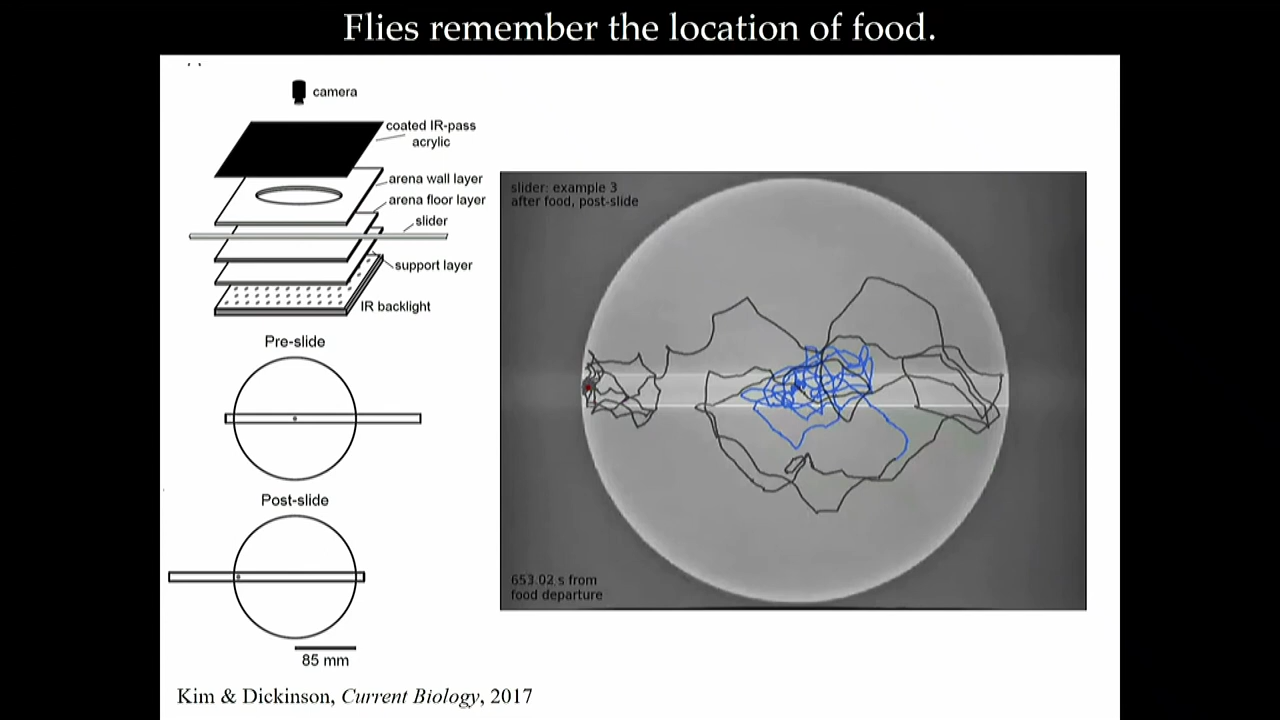 Flies remember the location of food.
camera
coated IR-pass
acrylic
arena wall layer
arena floor layer
slider
support layer
IR backlight
Pre-slide
Post-slide
85 mm
slider: example 3
after food, post-slide
653.02 s from
food departure
Kim & Dickinson, Current Biology, 2017